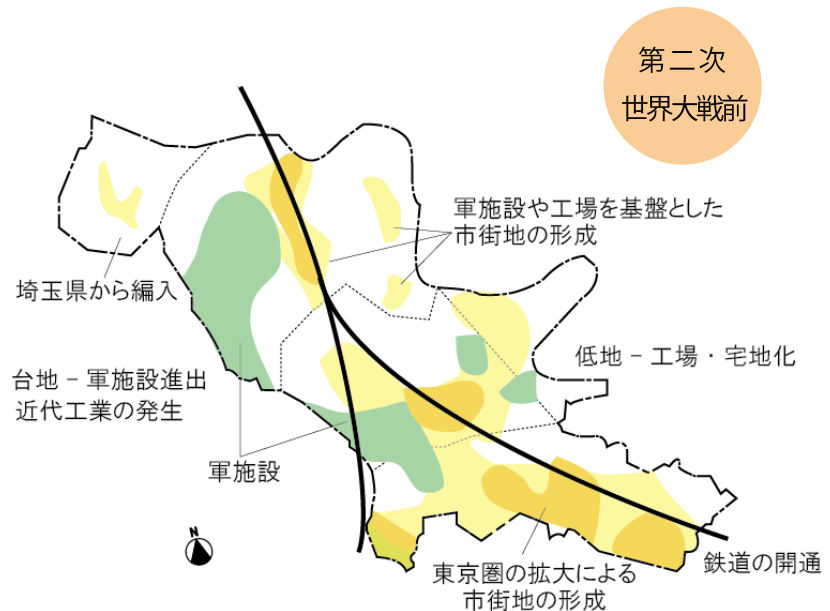 第二次
世界大戦前
軍施設や工場を基盤とした
市街地の形成
埼玉県から編入
低地－工場・宅地化
台地－軍施設進出
近代工業の発生
軍施設
N
鉄道の開通
東京圏の拡大による
市街地の形成